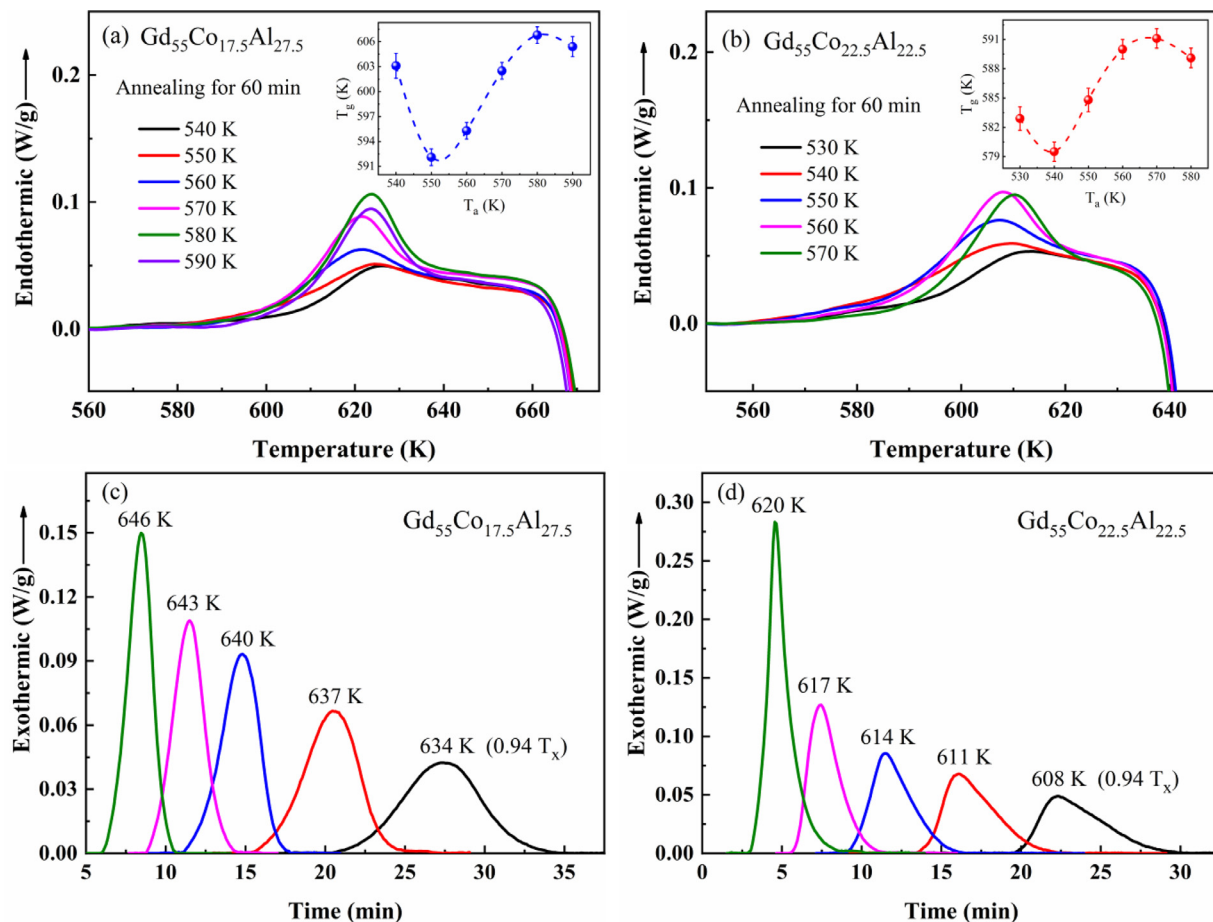 (a) Gd55Co17.5Al27.5
Annealing for 60 min
540 K
550 K
560 K
570 K
580 K
590 K
Endothermic (W/g)
0.2
0.1
0.0
560 580 600 620 640 660
Temperature (K)
Tg (K)
606
603
600
597
594
591
540 550 560 570 580 590
Ta (K)
(b) Gd55Co22.5Al22.5
Annealing for 60 min
530 K
540 K
550 K
560 K
570 K
Endothermic (W/g)
0.2
0.1
0.0
560 580 600 620 640
Temperature (K)
Tg (K)
591
588
585
582
579
530 540 550 560 570 580
Ta (K)
(c)
Gd55Co17.5Al27.5
646 K
643 K
640 K
637 K
634 K (0.94 Tx)
Exothermic (W/g)
0.15
0.12
0.09
0.06
0.03
0.00
5 10 15 20 25 30 35
Time (min)
(d)
Gd55Co22.5Al22.5
620 K
617 K
614 K
611 K
608 K (0.94 Tx)
Exothermic (W/g)
0.30
0.25
0.20
0.15
0.10
0.05
0.00
0 5 10 15 20 25 30
Time (min)